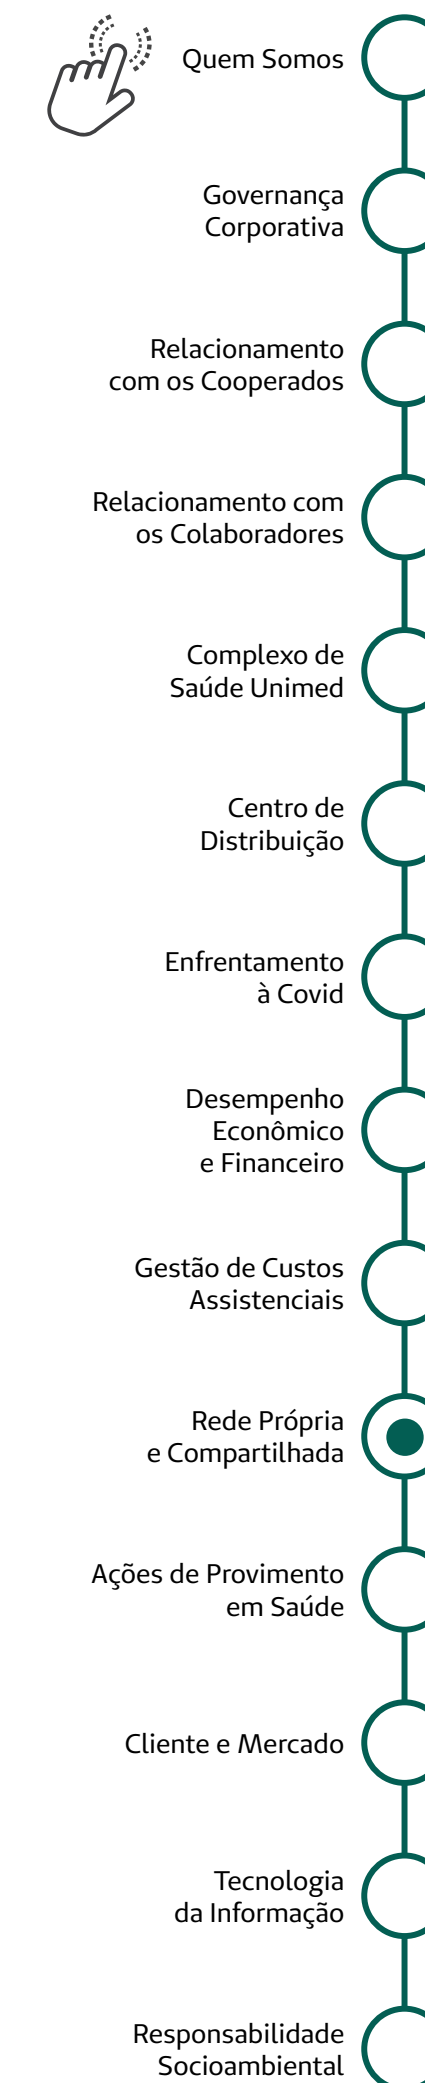 Quem Somos
Governança
Corporativa
Relacionamento
com os Cooperados
Relacionamento com
os Colaboradores
Complexo de
Saúde Unimed
Centro de
Distribuição
Enfrentamento
à Covid
Desempenho
Econômico
e Financeiro
Gestão de Custos
Assistenciais
Rede Própria
e Compartilhada
Ações de Provimento
em Saúde
Cliente e Mercado
Tecnologia
da Informação
Responsabilidade
Socioambiental